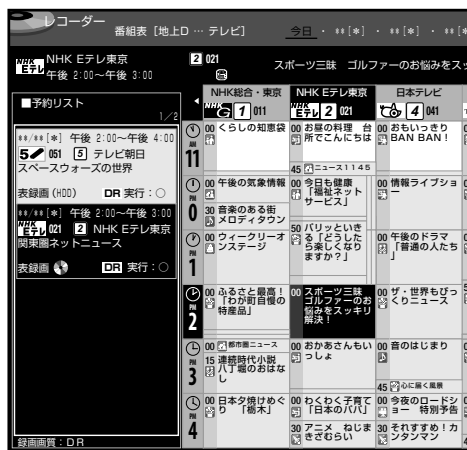 レコーダー
番組表 [地上D … テレビ]
今日 ・ **[*] ・ **[*] ・ **[*
NHK Eテレ NHK Eテレ東京
午後 2:00～午後 3:00
2 021
スポーツ三昧 ゴルファーのお悩みをスッ
■予約リスト
1/2
**/**[*] 午後 2:00～午後 4:00
5 051 5 テレビ朝日
スペースウォーズの世界
表録画(HDD) DR 実行：○
**/**[*] 午後 2:00～午後 3:00
NHK Eテレ 021 2 NHK Eテレ東京
関東圏ネットニュース
表録画 DR 実行：○
録画画質：DR
NHK総合・東京
NHK G 1 011
NHK Eテレ東京
NHK Eテレ 2 021
日本テレビ
4 041
AM 11
00 くらしの知恵袋
00 お昼の料理 台
所でこんにちは
45 ニュース1145
00 おもいっきり
BAN BAN！
PM 0
00 午後の気象情報
30 音楽のある街
メロディタウン
00 今日も健康
「福祉ネット
サービス」
50 バリッといき
る「どうした
ら楽しくなり
ますか？」
00 情報ライブショ
ー
PM 1
00 ウィークリーオ
ンステージ
00 午後のドラマ
「普通の人たち
」
PM 2
00 ふるさと最高！
「わが町自慢の
特産品」
00 スポーツ三昧
ゴルファーのお
悩みをスッキリ
解決！
00 ザ・世界もびっ
くりニュース
PM 3
00 都市圏ニュース
15 連続時代小説
八丁堀のおはな
し
00 おかあさんもい
っしょ
00 音のはじまり
45 心に届く風景
PM 4
00 日本夕焼けめぐ
り 「栃木」
00 わくわく子育て
「日本のパパ」
30 アニメ ねじま
きざむらい
00 今夜のロードシ
ョー 特別予告
30 それすすめ！カ
ンタンマン